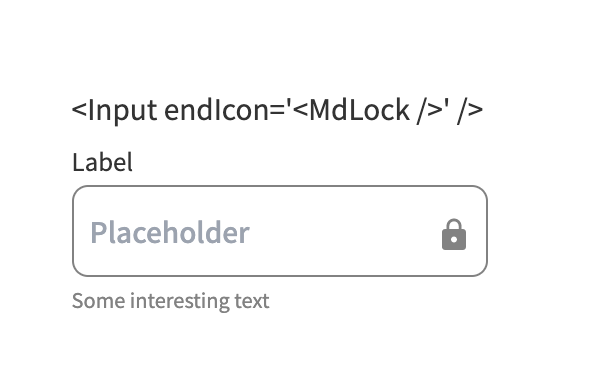 <Input endIcon='<MdLock />' />
Label
Placeholder
Some interesting text